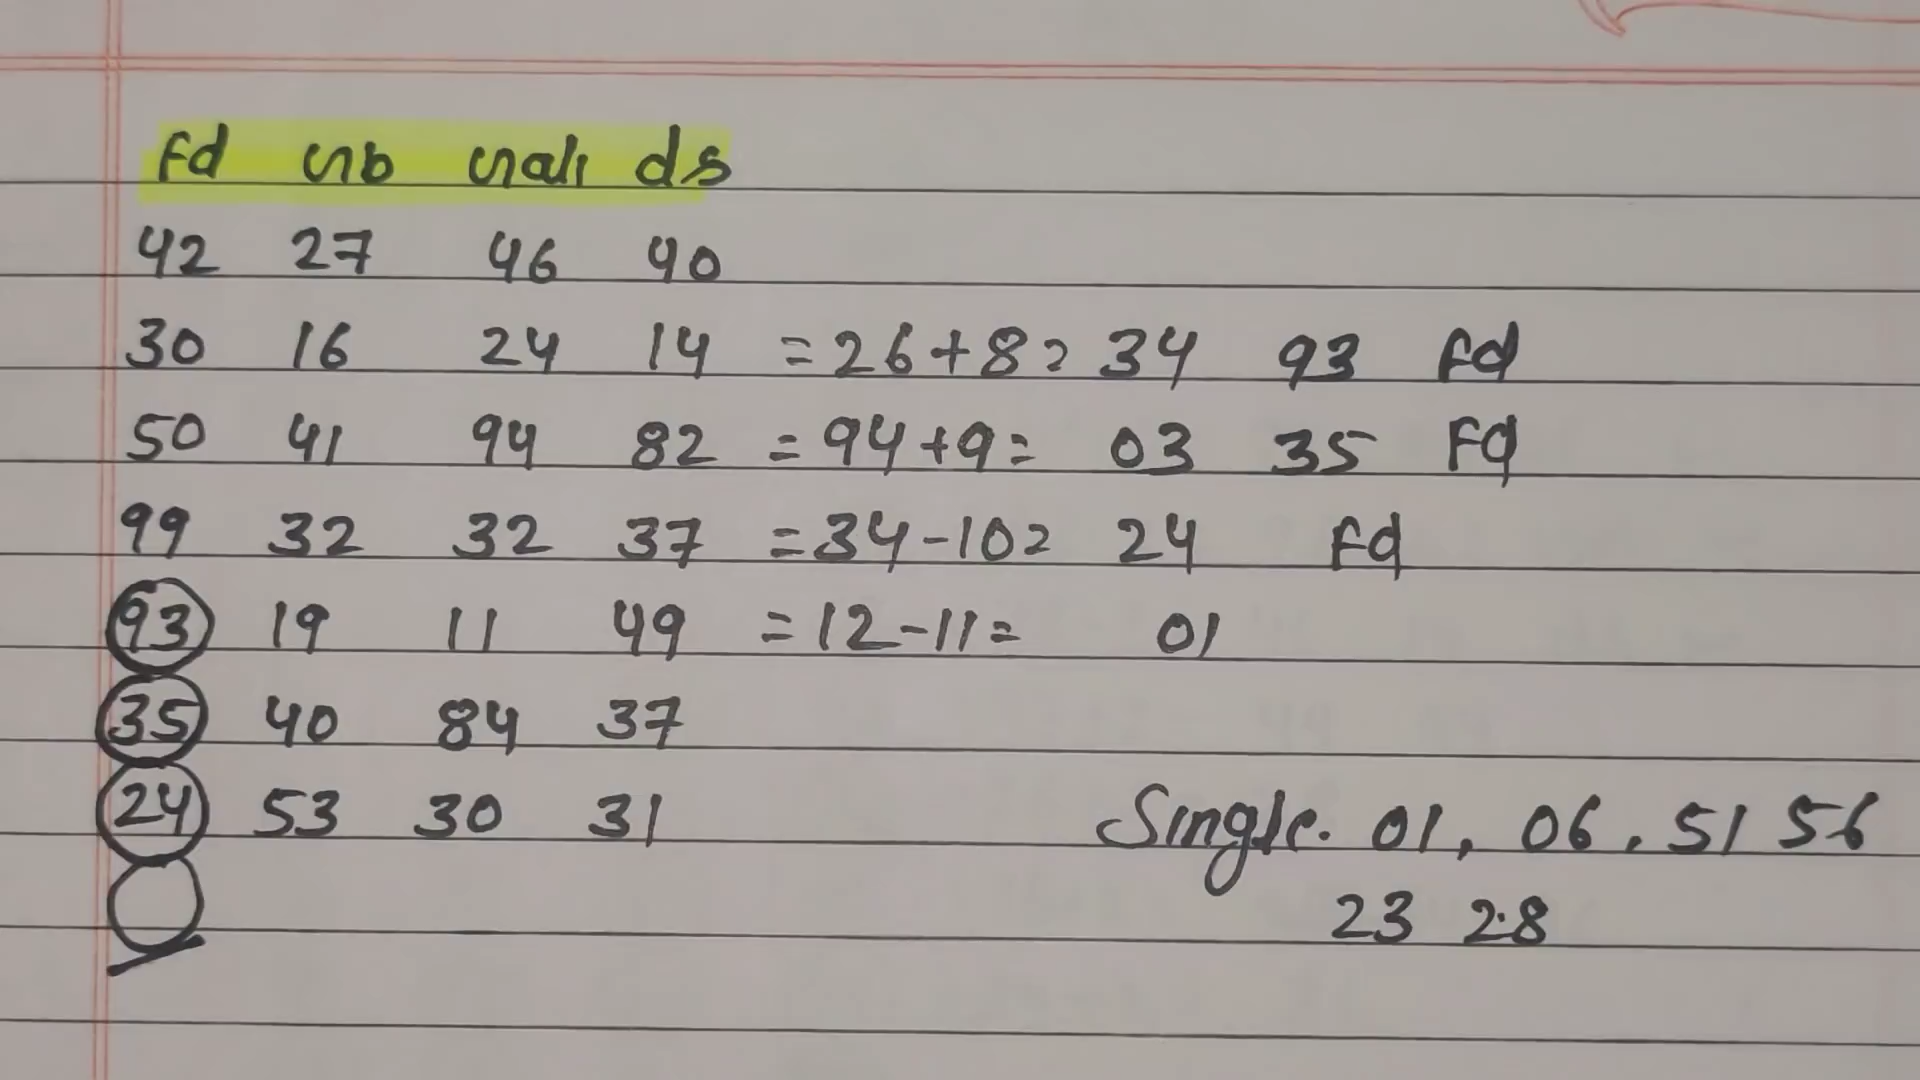 Fd Gb Gali ds
42 27 46 90
30 16 24 14 = 26 + 8 = 34 93 Fd
50 41 94 82 = 94 + 9 = 03 35 Fd
99 32 32 37 = 34 - 10 = 24 Fd
93 19 11 49 = 12 - 11 = 01
35 40 84 37
24 53 30 31
Single. 01, 06, 51 56
23 28